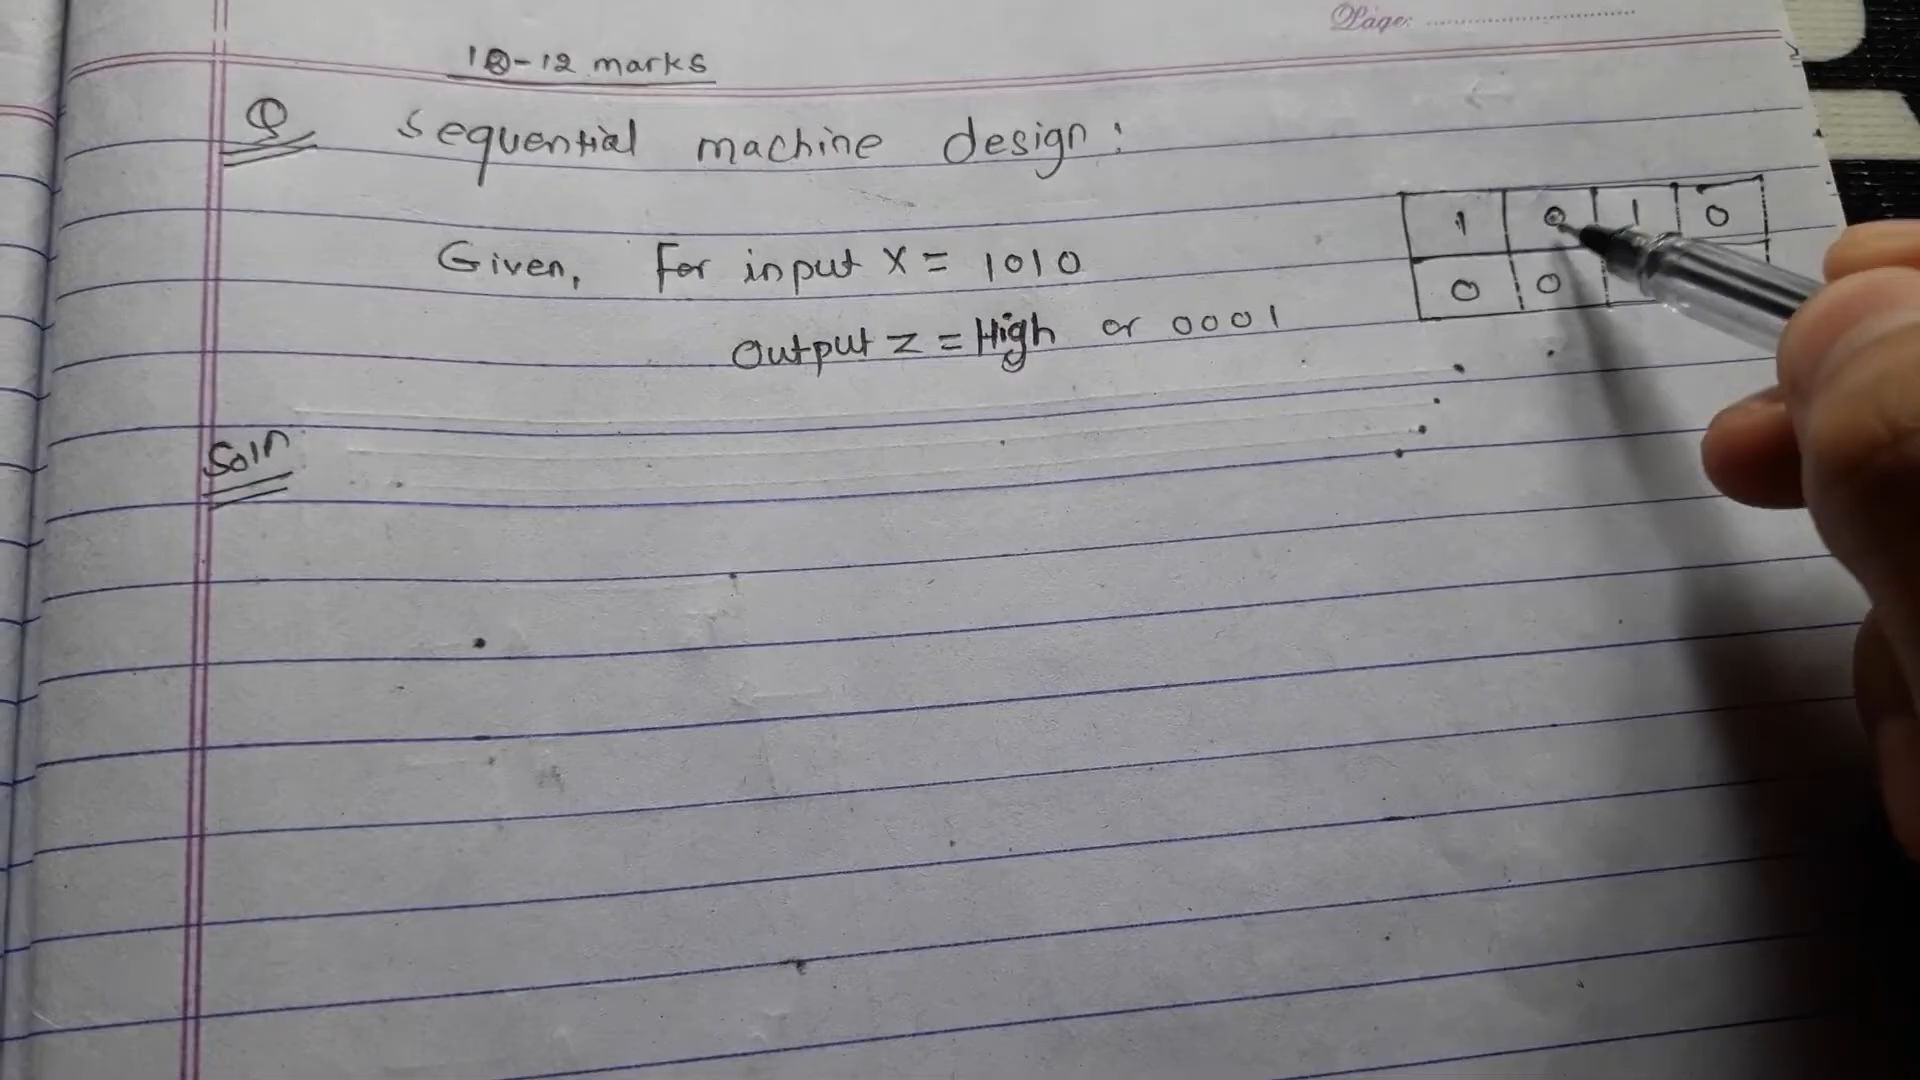 Page:
10-12 marks
Q Sequential machine design:
1 0 1 0
0 0
Given, For input X = 1010
Output Z = High or 0001
Soln